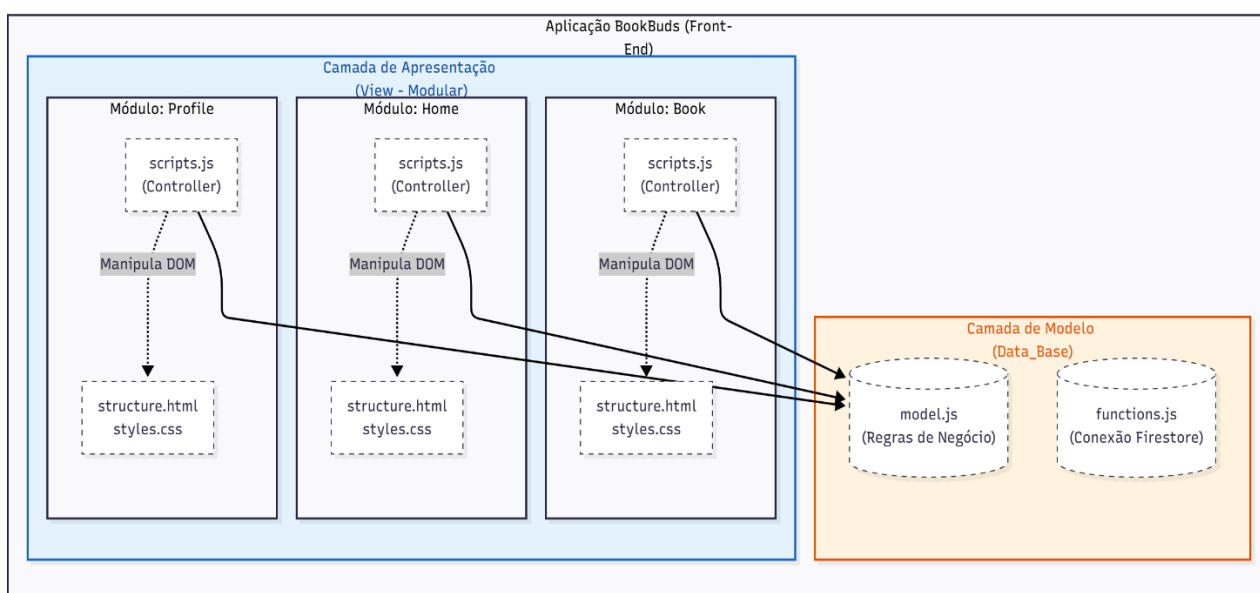 Aplicação BookBuds (Front-
End)
Camada de Apresentação
(View - Modular)
Módulo: Profile
scripts.js
(Controller)
Manipula DOM
structure.html
styles.css
Módulo: Home
scripts.js
(Controller)
Manipula DOM
structure.html
styles.css
Módulo: Book
scripts.js
(Controller)
Manipula DOM
structure.html
styles.css
Camada de Modelo
(Data_Base)
model.js
(Regras de Negócio)
functions.js
(Conexão Firestore)